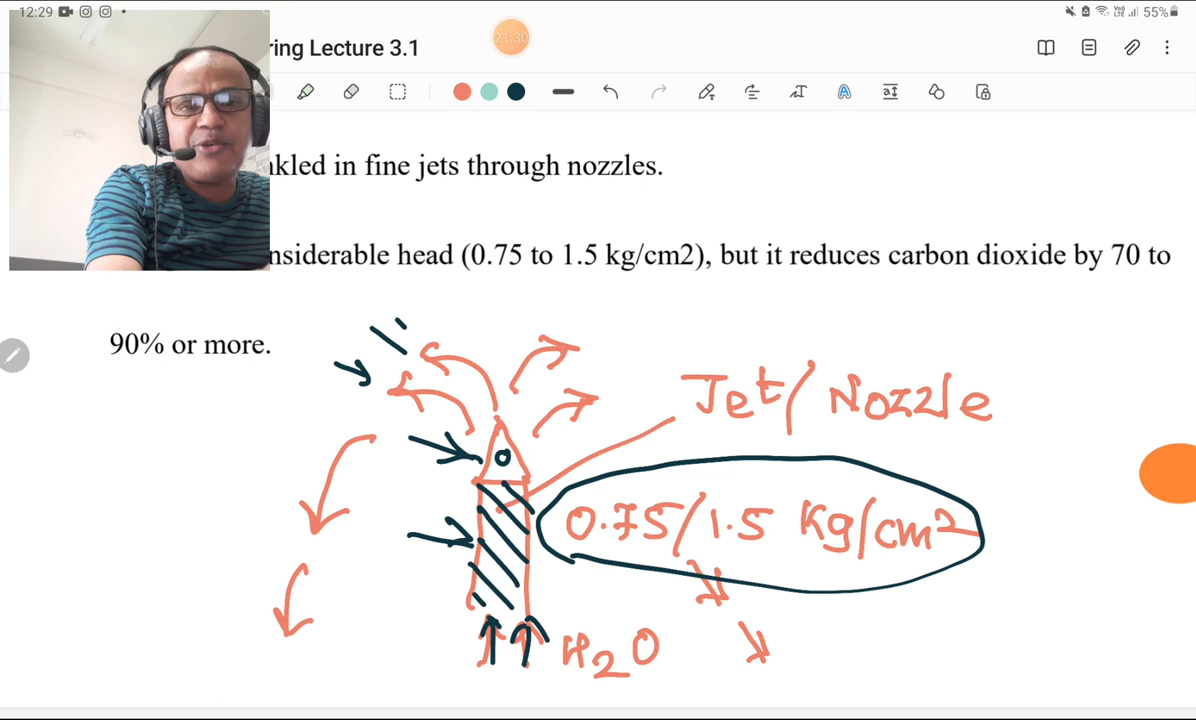 12:29
55%
ring Lecture 3.1
21:30
nkled in fine jets through nozzles.
nsiderable head (0.75 to 1.5 kg/cm2), but it reduces carbon dioxide by 70 to
90% or more.
Jet/Nozzle
0.75/1.5 Kg/cm²
H₂O